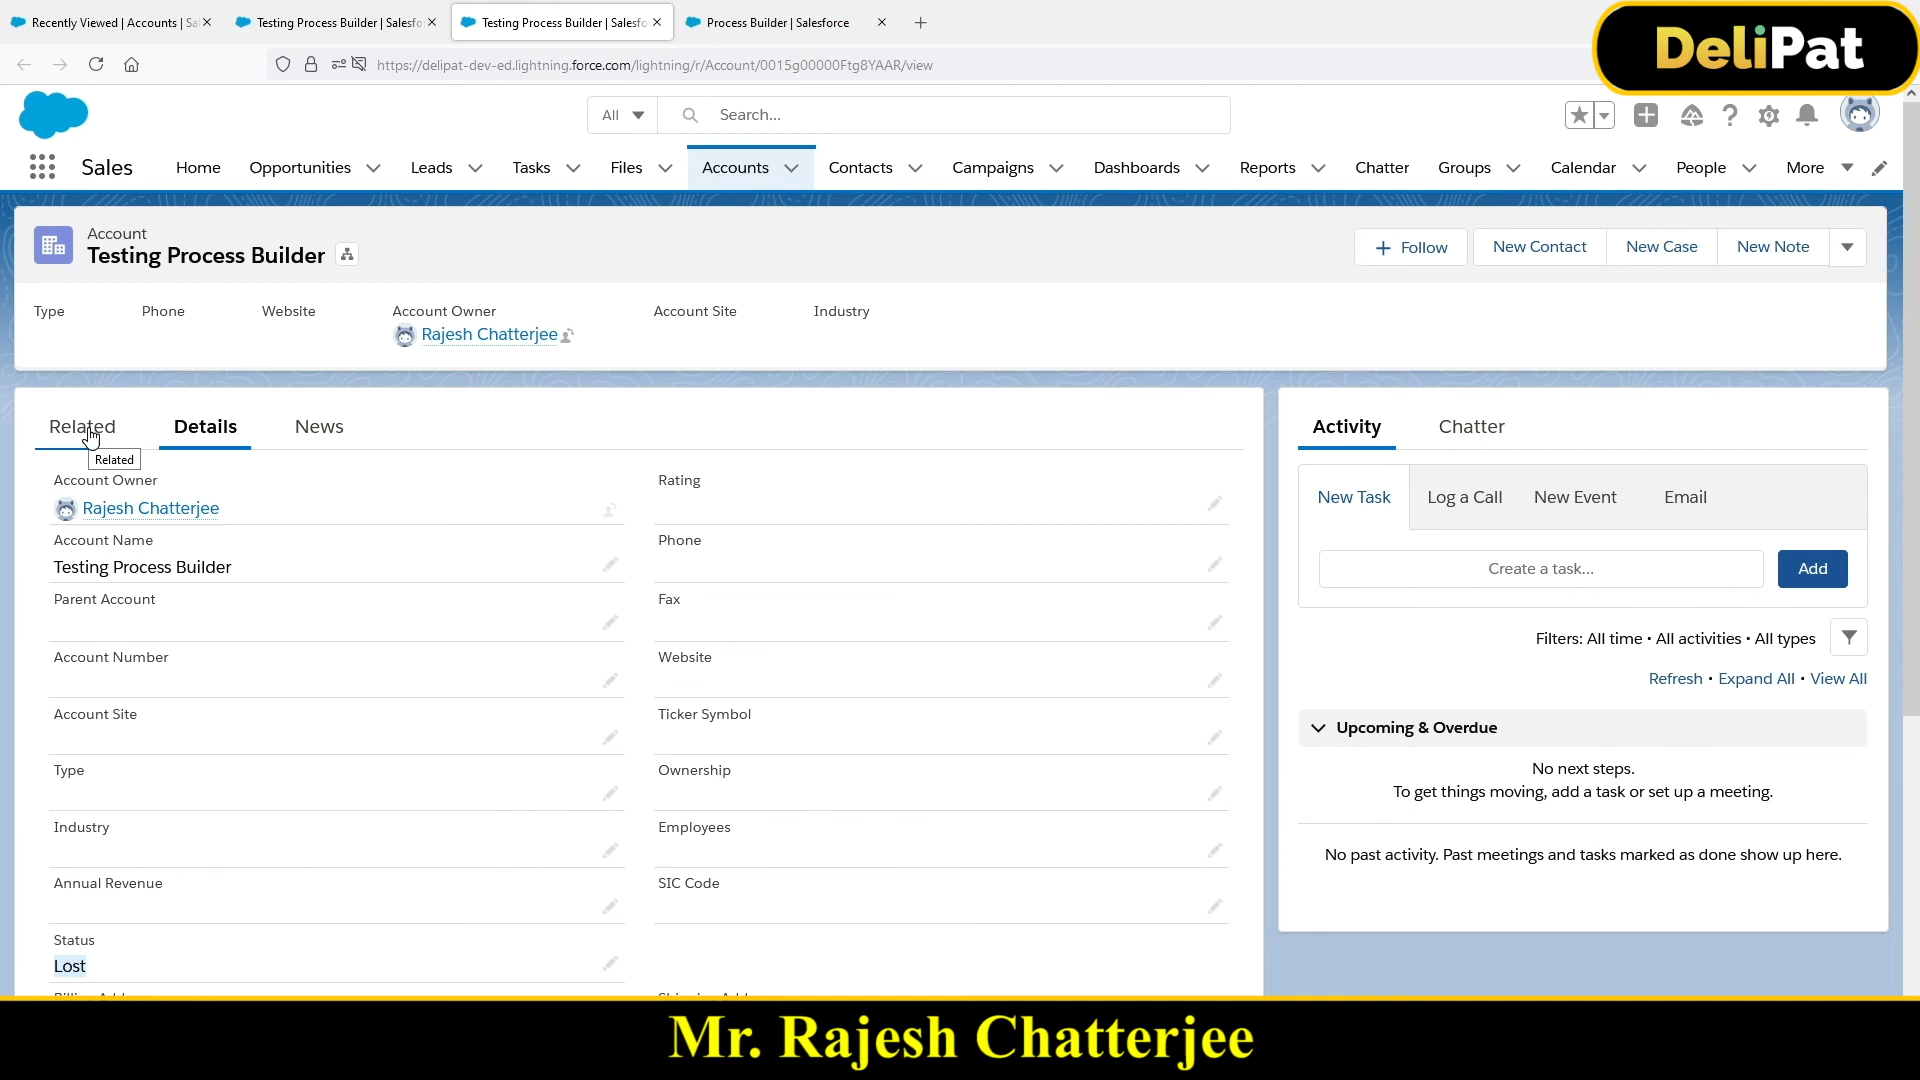 Recently Viewed | Accounts | Sa
Testing Process Builder | Salesfo
Testing Process Builder | Salesfo
Process Builder | Salesforce
https://delipat-dev-ed.lightning.force.com/lightning/r/Account/0015g00000Ftg8YAAR/view
DeliPat
All
Search...
Sales
Home
Opportunities
Leads
Tasks
Files
Accounts
Contacts
Campaigns
Dashboards
Reports
Chatter
Groups
Calendar
People
More
Account
Testing Process Builder
Follow
New Contact
New Case
New Note
Type
Phone
Website
Account Owner
Account Site
Industry
Rajesh Chatterjee
Related
Details
News
Related
Account Owner
Rajesh Chatterjee
Rating
Account Name
Testing Process Builder
Phone
Parent Account
Fax
Account Number
Website
Account Site
Ticker Symbol
Type
Ownership
Industry
Employees
Annual Revenue
SIC Code
Status
Lost
Activity
Chatter
New Task
Log a Call
New Event
Email
Create a task...
Add
Filters: All time • All activities • All types
Refresh • Expand All • View All
Upcoming & Overdue
No next steps.
To get things moving, add a task or set up a meeting.
No past activity. Past meetings and tasks marked as done show up here.
Mr. Rajesh Chatterjee